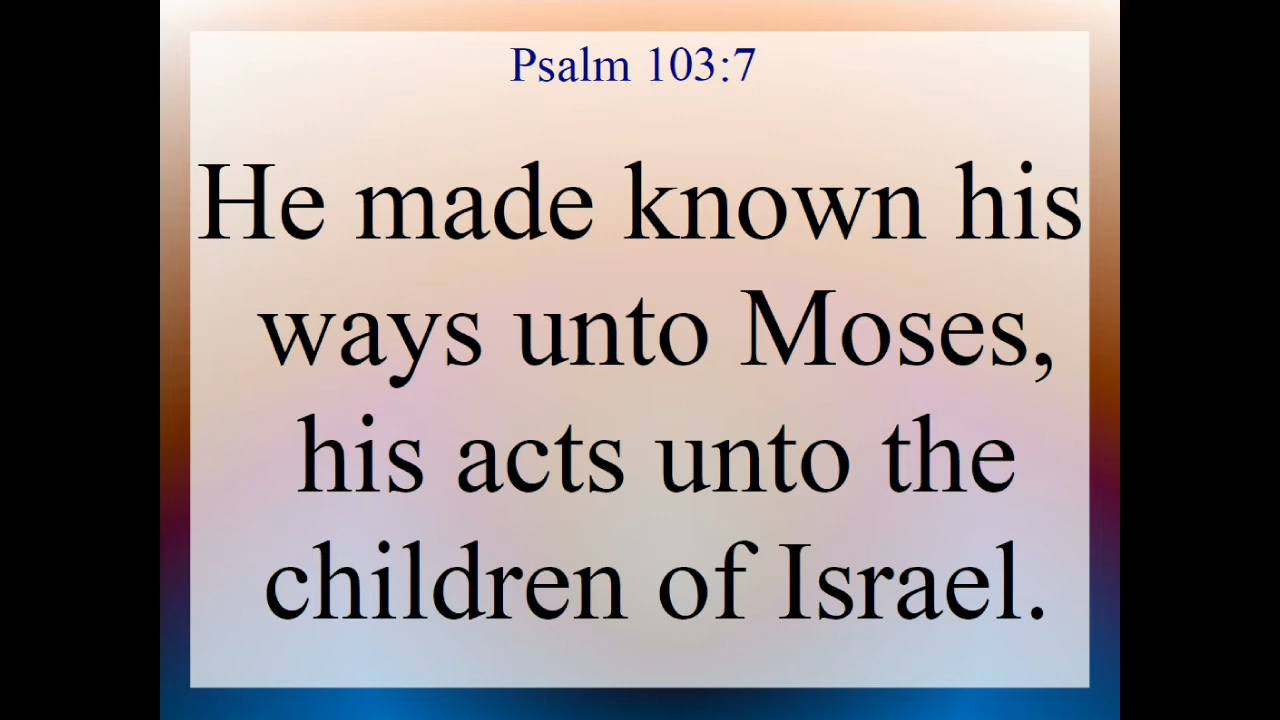 Psalm 103:7
He made known his
ways unto Moses,
his acts unto the
children of Israel.